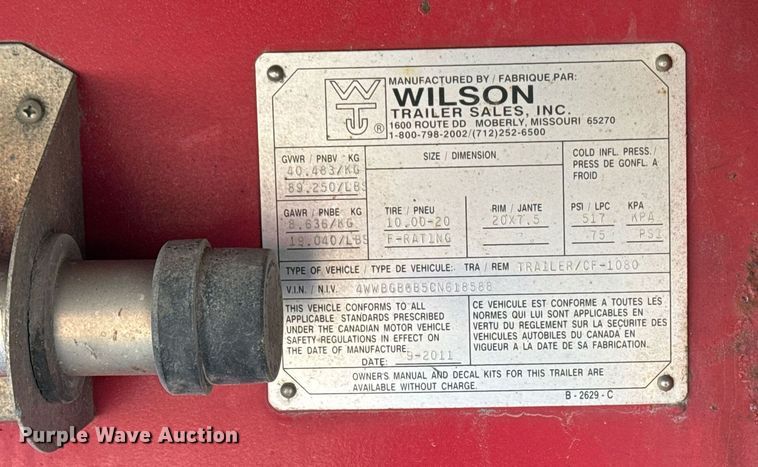 MANUFACTURED BY / FABRIQUE PAR:
WTJ ®
WILSON
TRAILER SALES, INC.
1600 ROUTE DD MOBERLY, MISSOURI 65270
1-800-798-2002/(712)252-6500
GVWR / PNBV KG
40.483/KG
89.250/LBS
SIZE / DIMENSION
COLD INFL. PRESS./
PRESS DE GONFL. A
FROID
GAWR / PNBE KG
8.636/KG
19.040/LBS
TIRE / PNEU
10.00-20
F-RATING
RIM / JANTE
20X7.5
PSI / LPC KPA
517 KPA
75 PSI
TYPE OF VEHICLE / TYPE DE VEHICULE: TRA / REM TRAILER/CF-1080
V.I.N. / N.I.V. 4WWBGB6B5CN618588
THIS VEHICLE CONFORMS TO ALL
APPLICABLE STANDARDS PRESCRIBED
UNDER THE CANADIAN MOTOR VEHICLE
SAFETY REGULATIONS IN EFFECT ON
THE DATE OF MANUFACTURE.
DATE: 9-2011
CE VEHICULE EST CONFORME A TOUTES LES
NORMES QUI LUI SONT APPLICABLES EN
VERTU DU REGLEMENT SUR LA SECURITE DES
VEHICULES AUTOBILES DU CANADA EN
VIGUEUR A LA DATE DE SA FABRICATION.
OWNER'S MANUAL AND DECAL KITS FOR THIS TRAILER ARE
AVAILABLE WITHOUT CHARGE.
B - 2629 - C
Purple Wave Auction